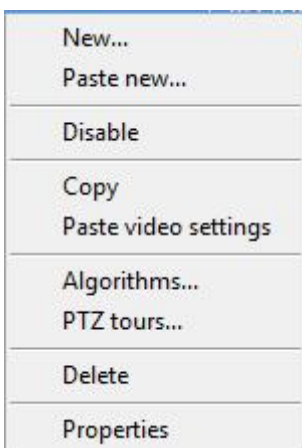 New...
Paste new...
Disable
Copy
Paste video settings
Algorithms...
PTZ tours...
Delete
Properties